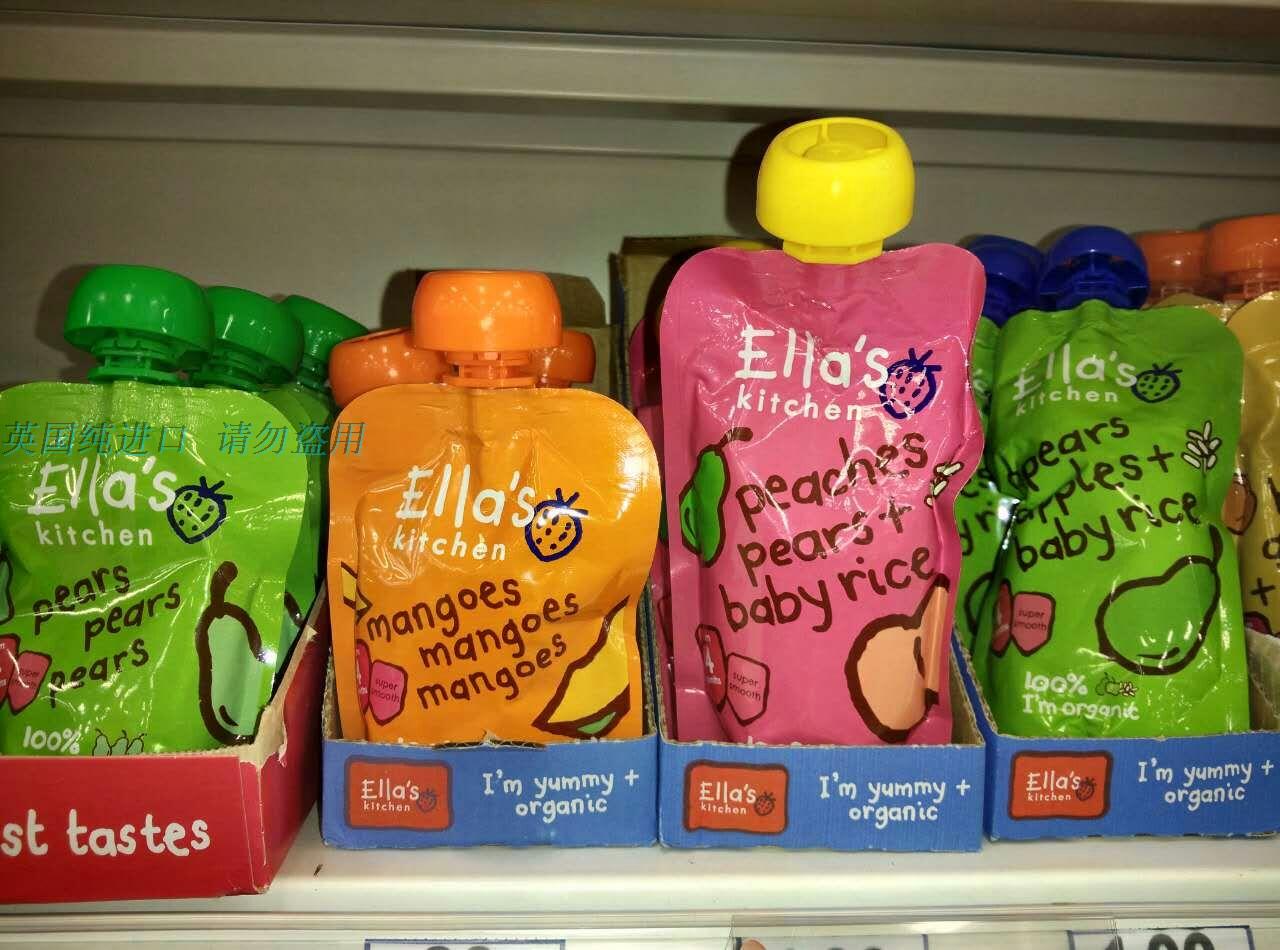 英国纯进口 请勿盗用
Ella's
kitchen
pears
pears
pears
super
100%
st tastes
Ella's
kitchen
mangoes
mangoes
mangoes
super
smooth
Ella's
kitchen
I'm yummy +
organic
Ella's
kitchen
peaches
pears +
baby rice
4
super
smooth
Ella's
kitchen
I'm yummy +
organic
Ella's
kitchen
pears
apples +
baby rice
super
smooth
100%
I'm organic
Ella's
kitchen
I'm yummy +
organic